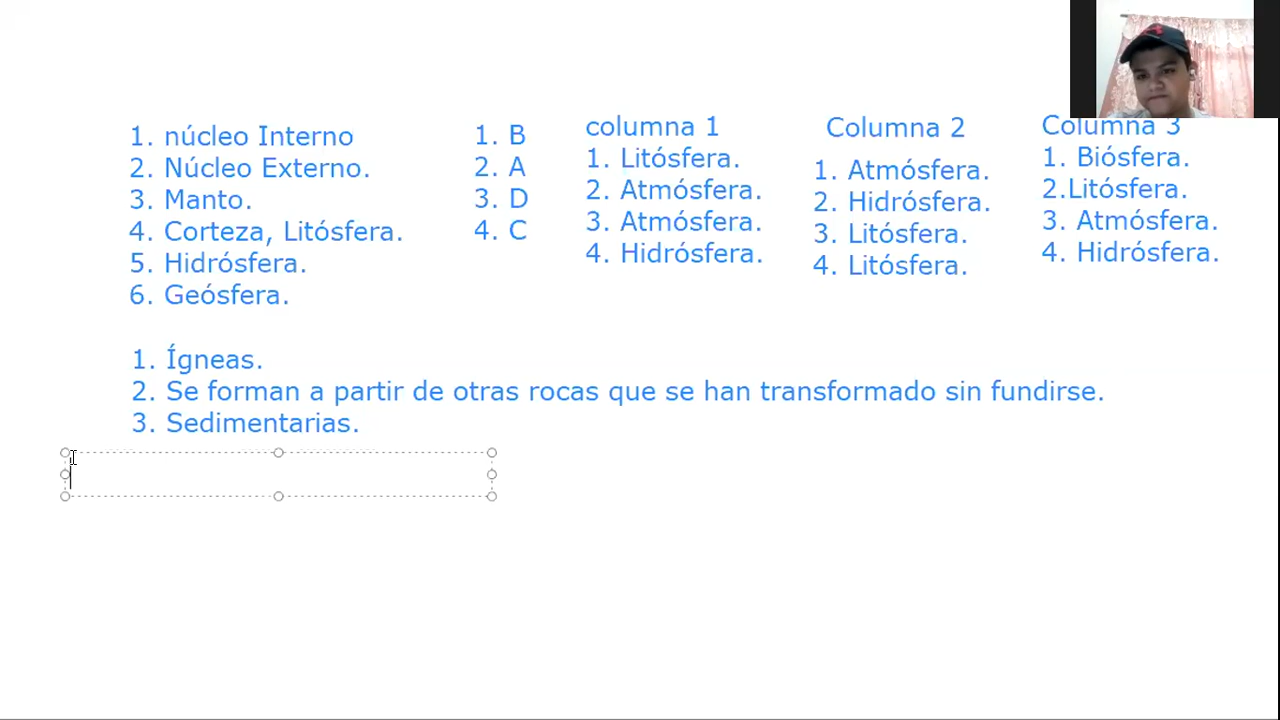 1. núcleo Interno
2. Núcleo Externo.
3. Manto.
4. Corteza, Litósfera.
5. Hidrósfera.
6. Geósfera.
1. B
2. A
3. D
4. C
columna 1
1. Litósfera.
2. Atmósfera.
3. Atmósfera.
4. Hidrósfera.
Columna 2
1. Atmósfera.
2. Hidrósfera.
3. Litósfera.
4. Litósfera.
Columna 3
1. Biósfera.
2.Litósfera.
3. Atmósfera.
4. Hidrósfera.
1. Ígneas.
2. Se forman a partir de otras rocas que se han transformado sin fundirse.
3. Sedimentarias.